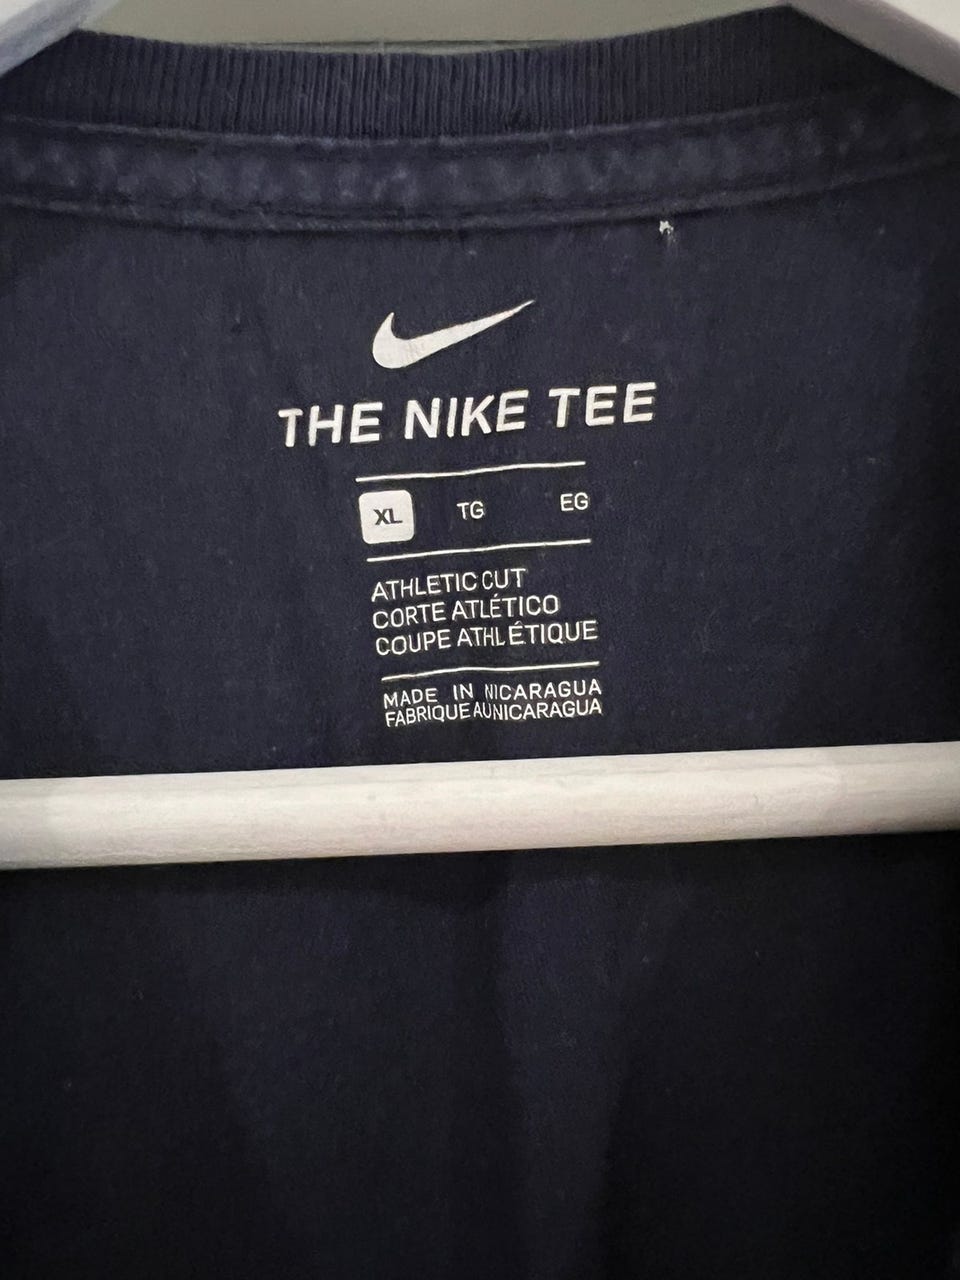 THE NIKE TEE
XL TG EG
ATHLETIC CUT
CORTE ATLÉTICO
COUPE ATHLÉTIQUE
MADE IN NICARAGUA
FABRIQUE AU NICARAGUA